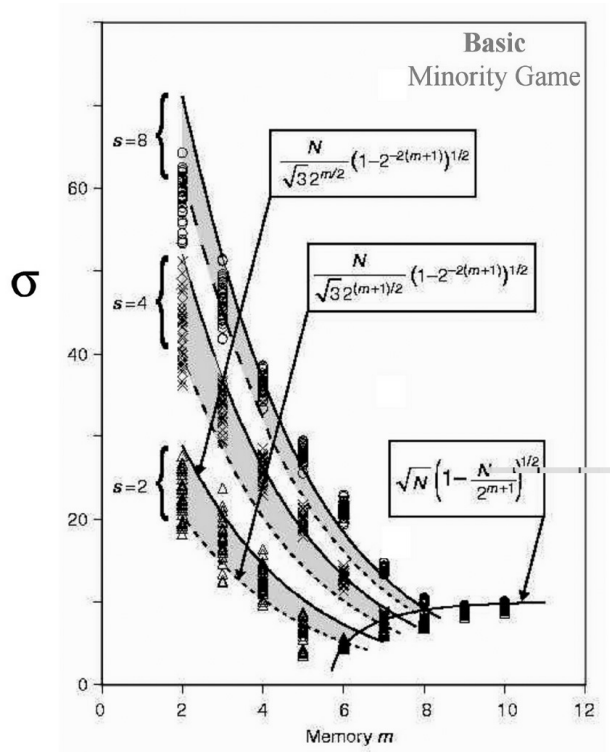 Basic
Minority Game
s=8
N
√3 2^{m/2} (1–2^{–2(m+1)})^{1/2}
60
N
√3 2^{(m+1)/2} (1–2^{–2(m+1)})^{1/2}
σ
s=4
40
√N (1– N / 2^{m+1})^{1/2}
s=2
20
0
0 2 4 6 8 10 12
Memory m